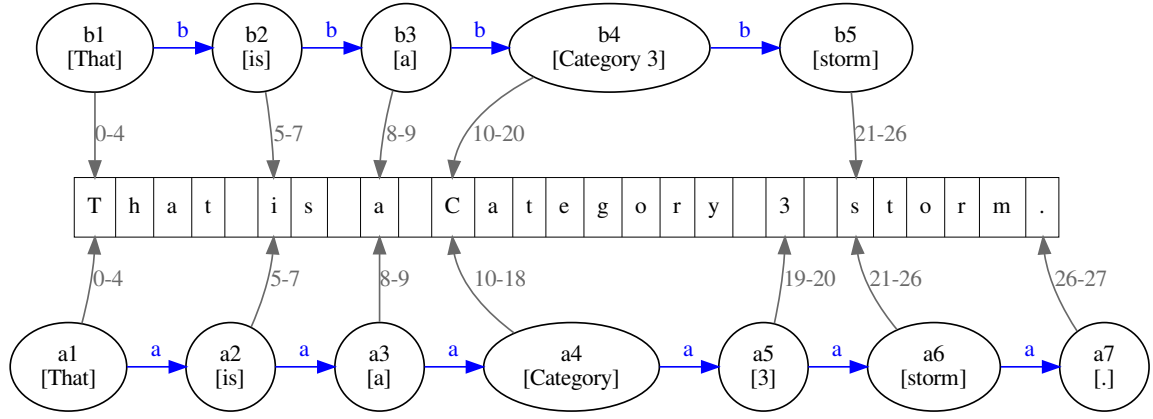 b1 b b2 b b3 b b4 b b5
[That] [is] [a] [Category 3] [storm]
0-4 5-7 8-9 10-20 21-26
T h a t i s a C a t e g o r y 3 s t o r m .
0-4 5-7 8-9 10-18 19-20 21-26 26-27
a1 a a2 a a3 a a4 a a5 a a6 a a7
[That] [is] [a] [Category] [3] [storm] [.]